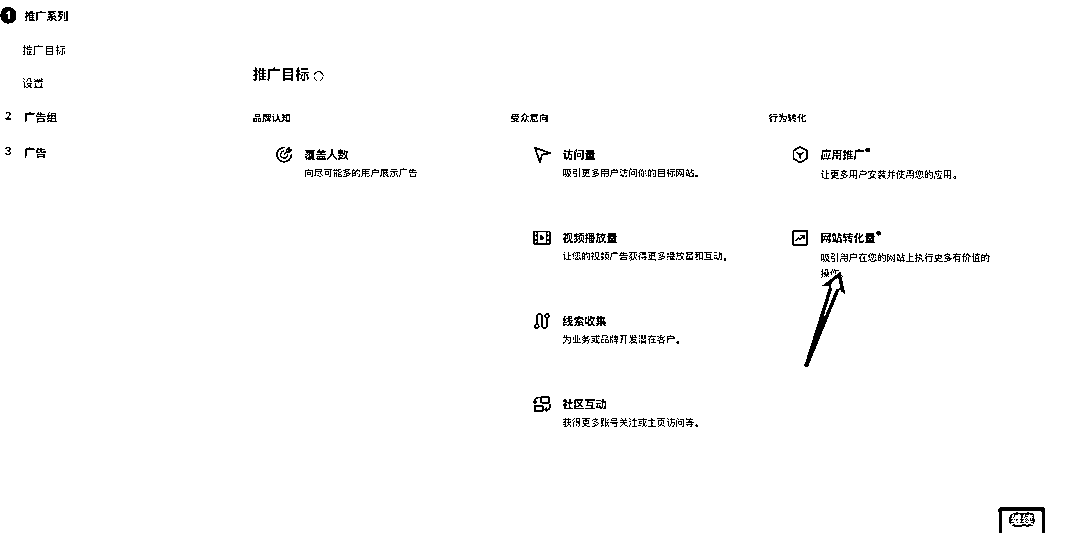 1 推广系列
推广目标
设置
2 广告组
3 广告
推广目标
品牌认知
覆盖人数
向尽可能多的用户展示广告
受众意向
访问量
吸引更多用户访问你的目标网站。
视频播放量
让您的视频广告获得更多播放量和互动。
线索收集
为业务或品牌开发潜在客户。
社区互动
获得更多账号关注或主页访问等。
行为转化
应用推广
让更多用户安装并使用您的应用。
网站转化量
吸引用户在您的网站上执行更多有价值的
操作。
继续